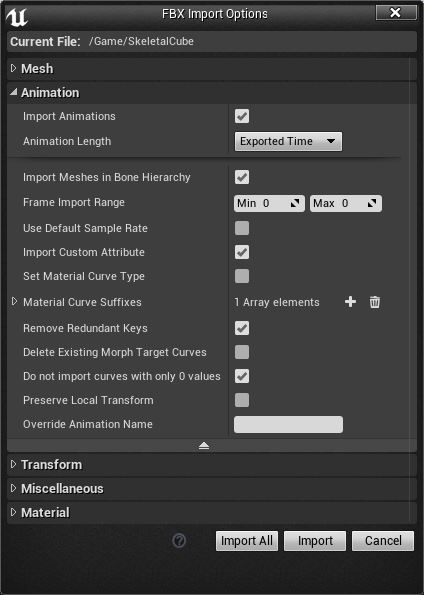 FBX Import Options
Current File: /Game/SkeletalCube
Mesh
Animation
Import Animations
Animation Length Exported Time
Import Meshes in Bone Hierarchy
Frame Import Range Min 0 Max 0
Use Default Sample Rate
Import Custom Attribute
Set Material Curve Type
Material Curve Suffixes 1 Array elements
Remove Redundant Keys
Delete Existing Morph Target Curves
Do not import curves with only 0 values
Preserve Local Transform
Override Animation Name
Transform
Miscellaneous
Material
? Import All Import Cancel